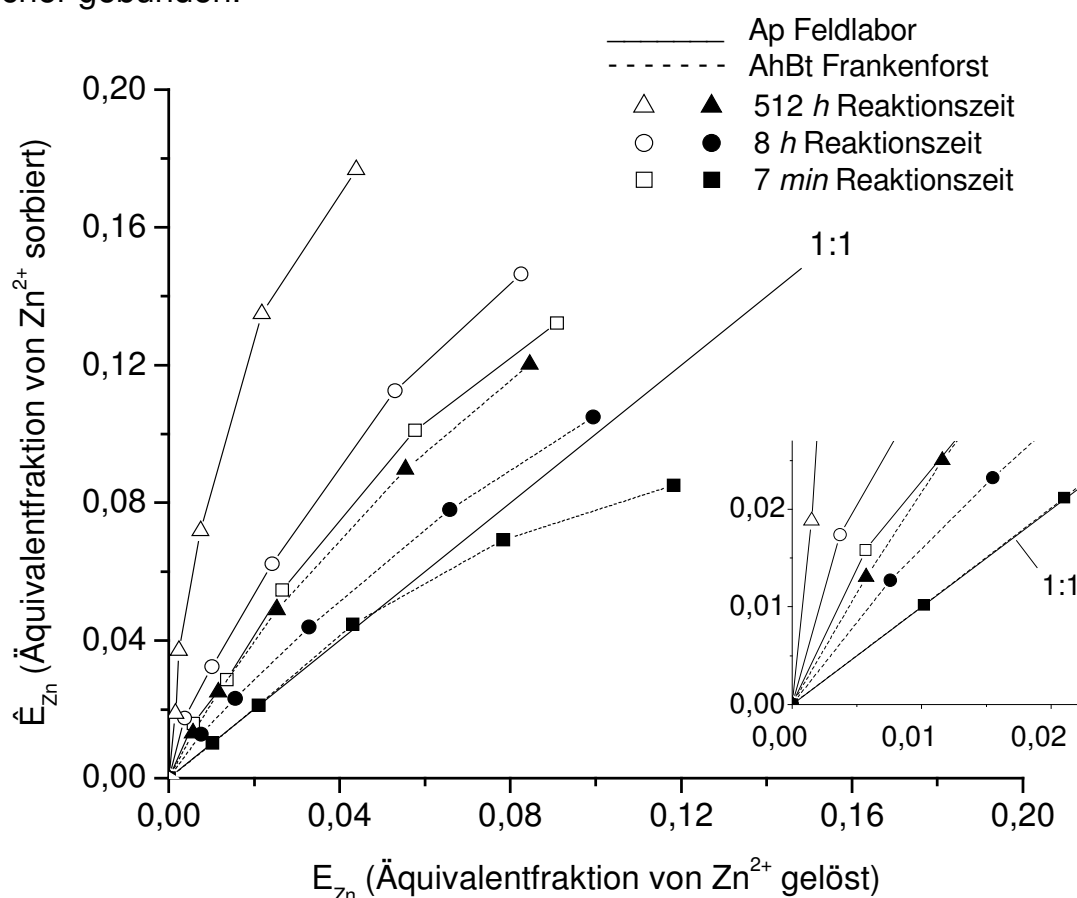 gebunden.
Ap Feldlabor
AhBt Frankenforst
512 h Reaktionszeit
8 h Reaktionszeit
7 min Reaktionszeit
0,20
0,16
0,12
0,08
0,04
0,00
Ê_Zn (Äquivalentfraktion von Zn²⁺ sorbiert)
1:1
0,02
0,01
0,00
1:1
0,00 0,01 0,02
0,00 0,04 0,08 0,12 0,16 0,20
E_Zn (Äquivalentfraktion von Zn²⁺ gelöst)